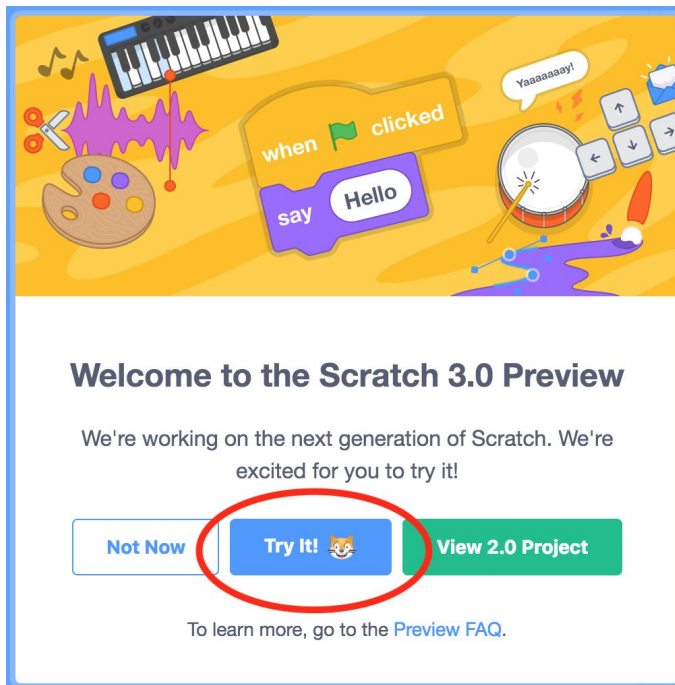 Yaaaaaaay!
when clicked
say Hello
Welcome to the Scratch 3.0 Preview
We're working on the next generation of Scratch. We're
excited for you to try it!
Not Now
Try It!
View 2.0 Project
To learn more, go to the Preview FAQ.